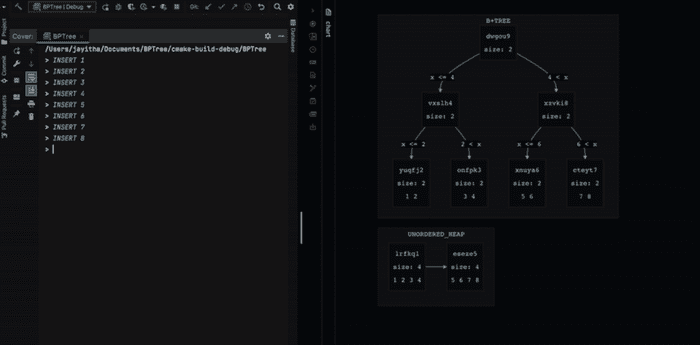 BPTree | Debug
Git:
Project
Cover:
BPTree
Database
chart
/Users/jayitha/Documents/BPTree/cmake-build-debug/BPTree
> INSERT 1
> INSERT 2
> INSERT 3
> INSERT 4
> INSERT 5
> INSERT 6
> INSERT 7
> INSERT 8
>
Commit
Pull Requests
B+TREE
dwgou9
size: 2
x <= 4
4 < x
vxslh4
size: 2
xzvki8
size: 2
x <= 2
2 < x
x <= 6
6 < x
yuqfj2
size: 2
1 2
onfpk3
size: 2
3 4
xnuya6
size: 2
5 6
cteyt7
size: 2
7 8
UNORDERED_HEAP
lrfkq1
size: 4
1 2 3 4
eaeze5
size: 4
5 6 7 8